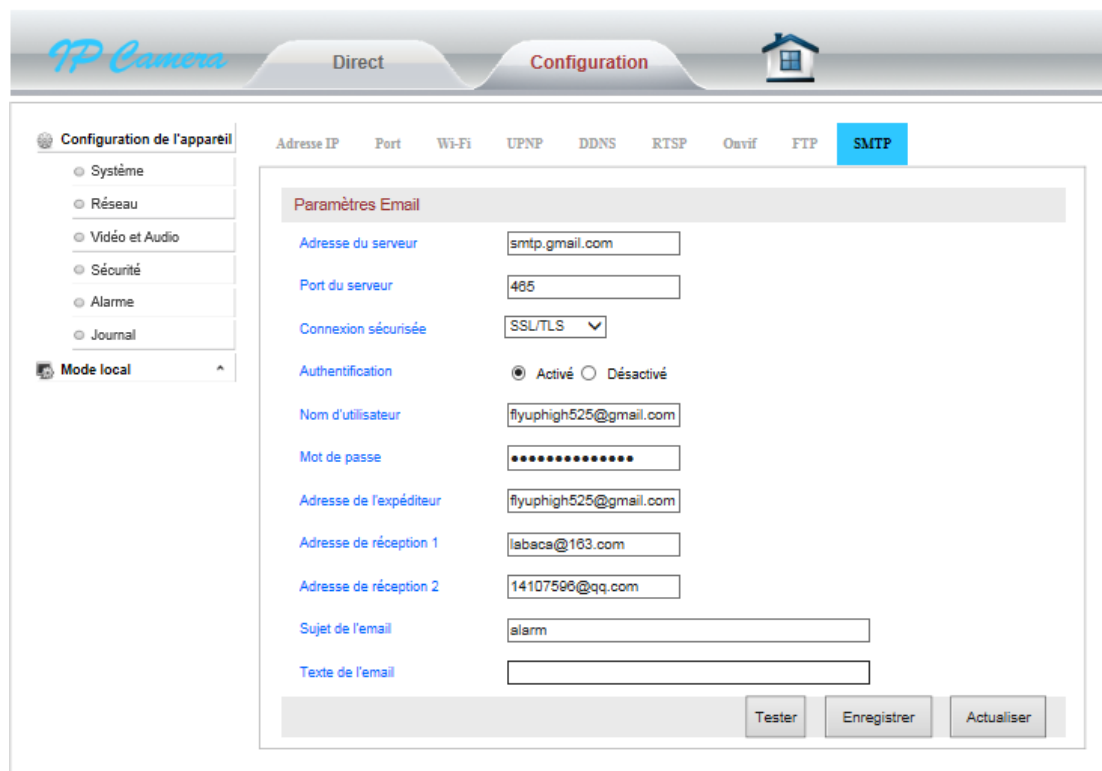 IP Camera
Direct
Configuration
Configuration de l'appareil
Système
Réseau
Vidéo et Audio
Sécurité
Alarme
Journal
Mode local
Adresse IP Port Wi-Fi UPNP DDNS RTSP Onvif FTP SMTP
Paramètres Email
Adresse du serveur smtp.gmail.com
Port du serveur 465
Connexion sécurisée SSL/TLS
Authentification Activé Désactivé
Nom d'utilisateur flyuphigh525@gmail.com
Mot de passe ••••••••••••••
Adresse de l'expéditeur flyuphigh525@gmail.com
Adresse de réception 1 labaca@163.com
Adresse de réception 2 14107596@qq.com
Sujet de l'email alarm
Texte de l'email
Tester Enregistrer Actualiser